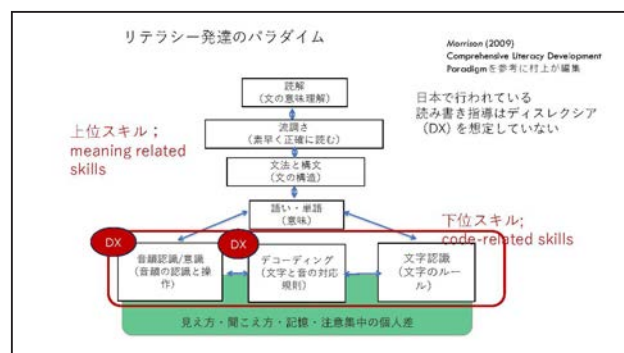 リテラシー発達のパラダイム
Morrison (2009)
Comprehensive Literacy Development
Paradigmを参考に村上が編集
読解
(文の意味理解)
日本で行われている
読み書き指導はディスレクシア
(DX) を想定していない
上位スキル；
meaning related
skills
流調さ
(素早く正確に読む)
文法と構文
(文の構造)
語い・単語
(意味)
下位スキル;
code-related skills
DX
DX
音韻認識/意識
(音韻の認識と操
作)
デコーディング
(文字と音の対応
規則)
文字認識
(文字のルー
ル)
見え方・聞こえ方・記憶・注意集中の個人差